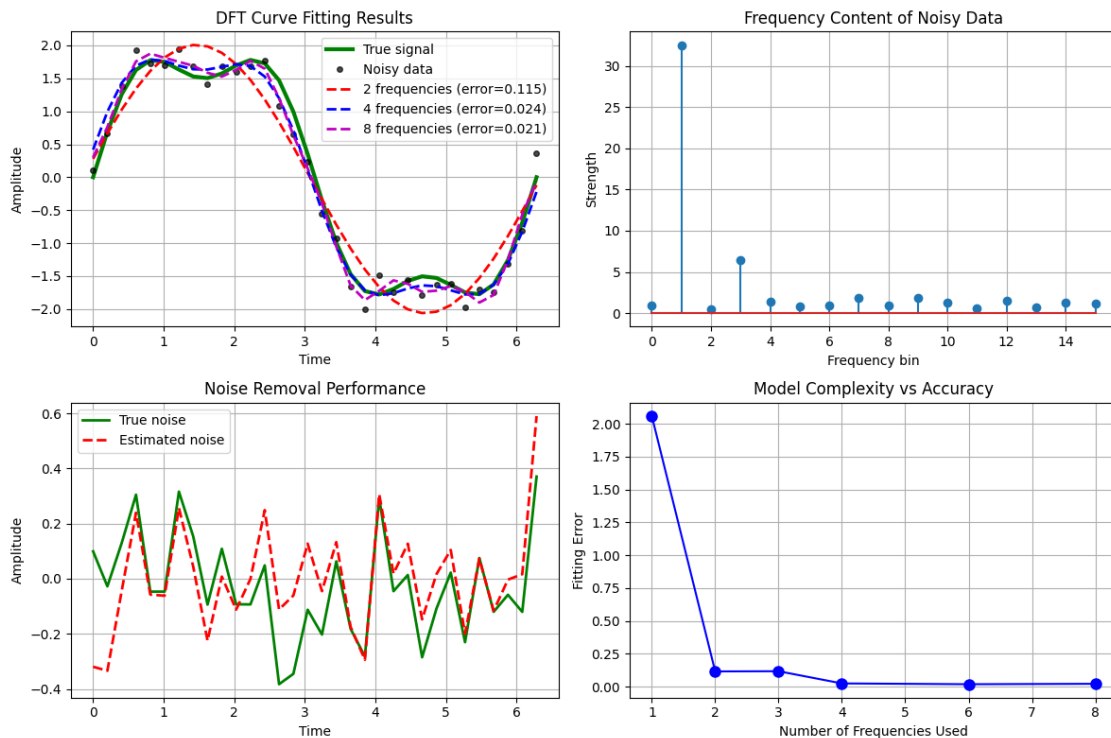 DFT Curve Fitting Results
2.0
1.5
1.0
0.5
0.0
−0.5
−1.0
−1.5
−2.0
Amplitude
True signal
Noisy data
2 frequencies (error=0.115)
4 frequencies (error=0.024)
8 frequencies (error=0.021)
0 1 2 3 4 5 6
Time
Frequency Content of Noisy Data
30
25
20
15
10
5
0
Strength
0 2 4 6 8 10 12 14
Frequency bin
Noise Removal Performance
0.6
0.4
0.2
0.0
−0.2
−0.4
Amplitude
True noise
Estimated noise
0 1 2 3 4 5 6
Time
Model Complexity vs Accuracy
2.00
1.75
1.50
1.25
1.00
0.75
0.50
0.25
0.00
Fitting Error
1 2 3 4 5 6 7 8
Number of Frequencies Used